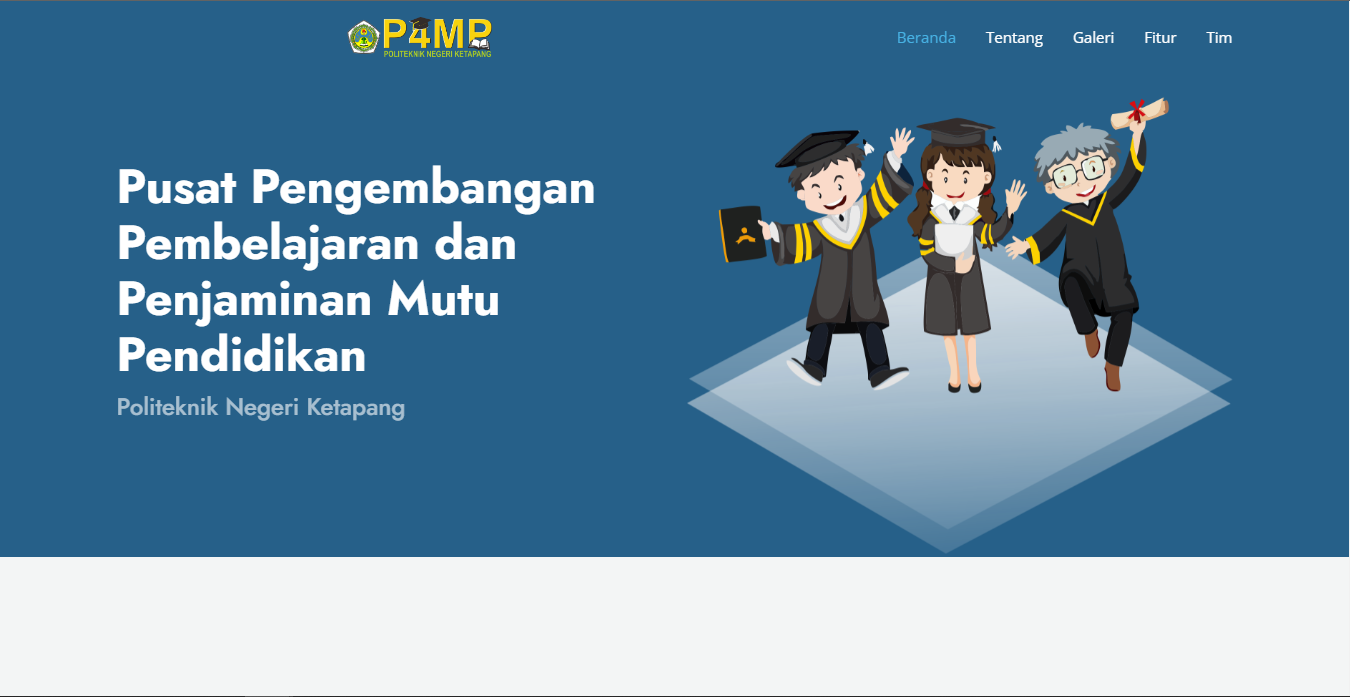 P4MP
POLITEKNIK NEGERI KETAPANG
Beranda Tentang Galeri Fitur Tim
Pusat Pengembangan
Pembelajaran dan
Penjaminan Mutu
Pendidikan
Politeknik Negeri Ketapang